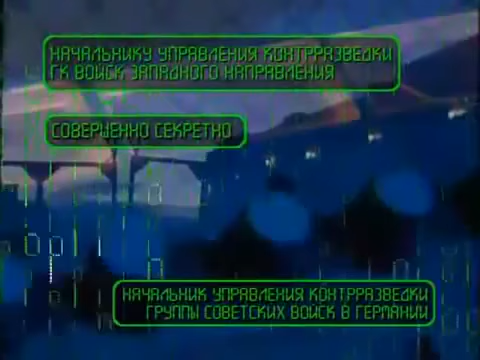 НАЧАЛЬНИКУ УПРАВЛЕНИЯ КОНТРРАЗВЕДКИ
ГК ВОЙСК ЗАПАДНОГО НАПРАВЛЕНИЯ
СОВЕРШЕННО СЕКРЕТНО
НАЧАЛЬНИК УПРАВЛЕНИЯ КОНТРРАЗВЕДКИ
ГРУППЫ СОВЕТСКИХ ВОЙСК В ГЕРМАНИИ